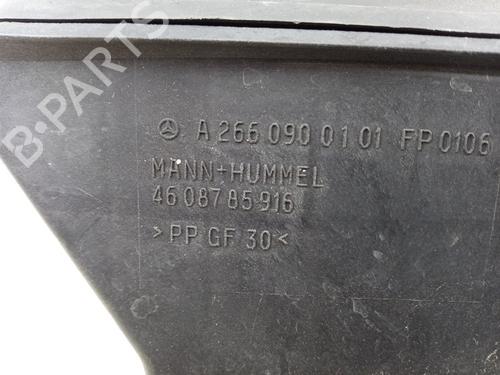 B-PARTS
A 266 090 01 01 FP 0106
MANN+HUMMEL
46 087 85 916
>PP GF 30<